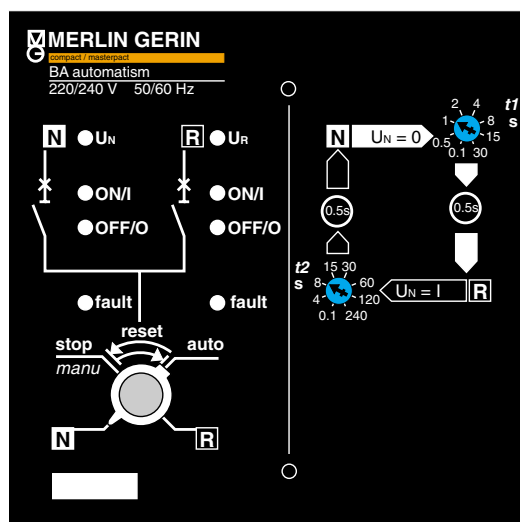 MERLIN GERIN
compact / masterpact
BA automatism
220/240 V 50/60 Hz
N UN R UR
ON/I ON/I
OFF/O OFF/O
fault fault
reset
stop auto
manu
N R
N UN = 0
t1
s
0.1 0.5 1 2 4 8 15 30
0.5s 0.5s
t2
s
0.1 4 8 15 30 60 120 240
UN = I R